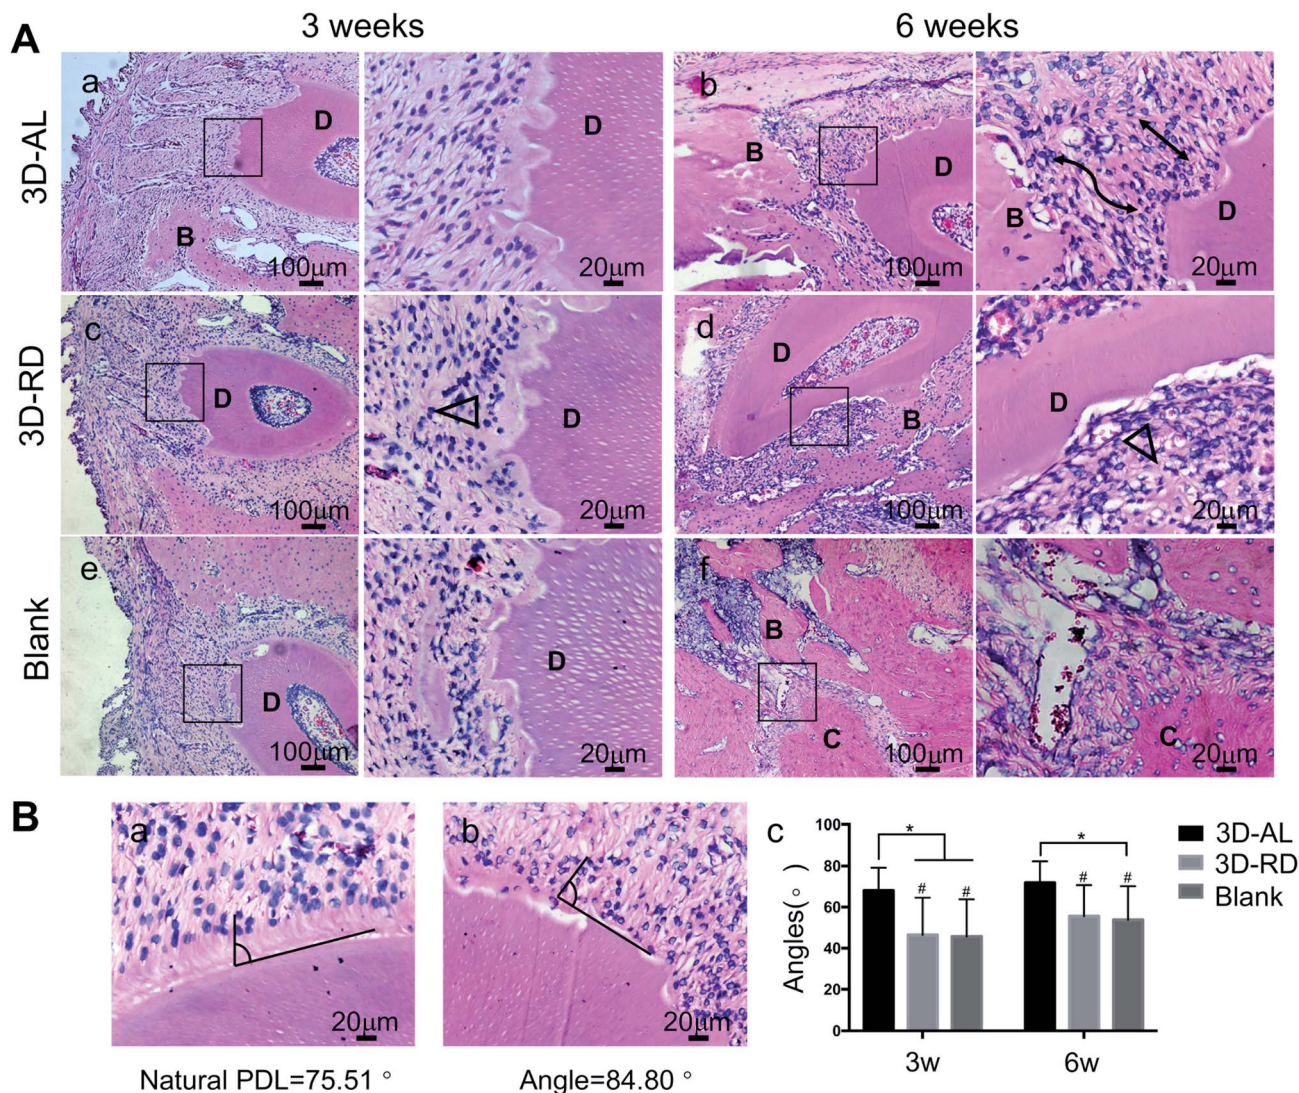 3 weeks 6 weeks
A
3D-AL
a D B 100μm
D 20μm
b B D 100μm
B D 20μm
3D-RD
c D 100μm
D 20μm
d D B 100μm
D 20μm
Blank
e D 100μm
D 20μm
f B C 100μm
C 20μm
B
a 20μm
Natural PDL=75.51 °
b 20μm
Angle=84.80 °
c
Angles(°)
100
80
60
40
20
0
* *
# # # #
3w 6w
3D-AL
3D-RD
Blank